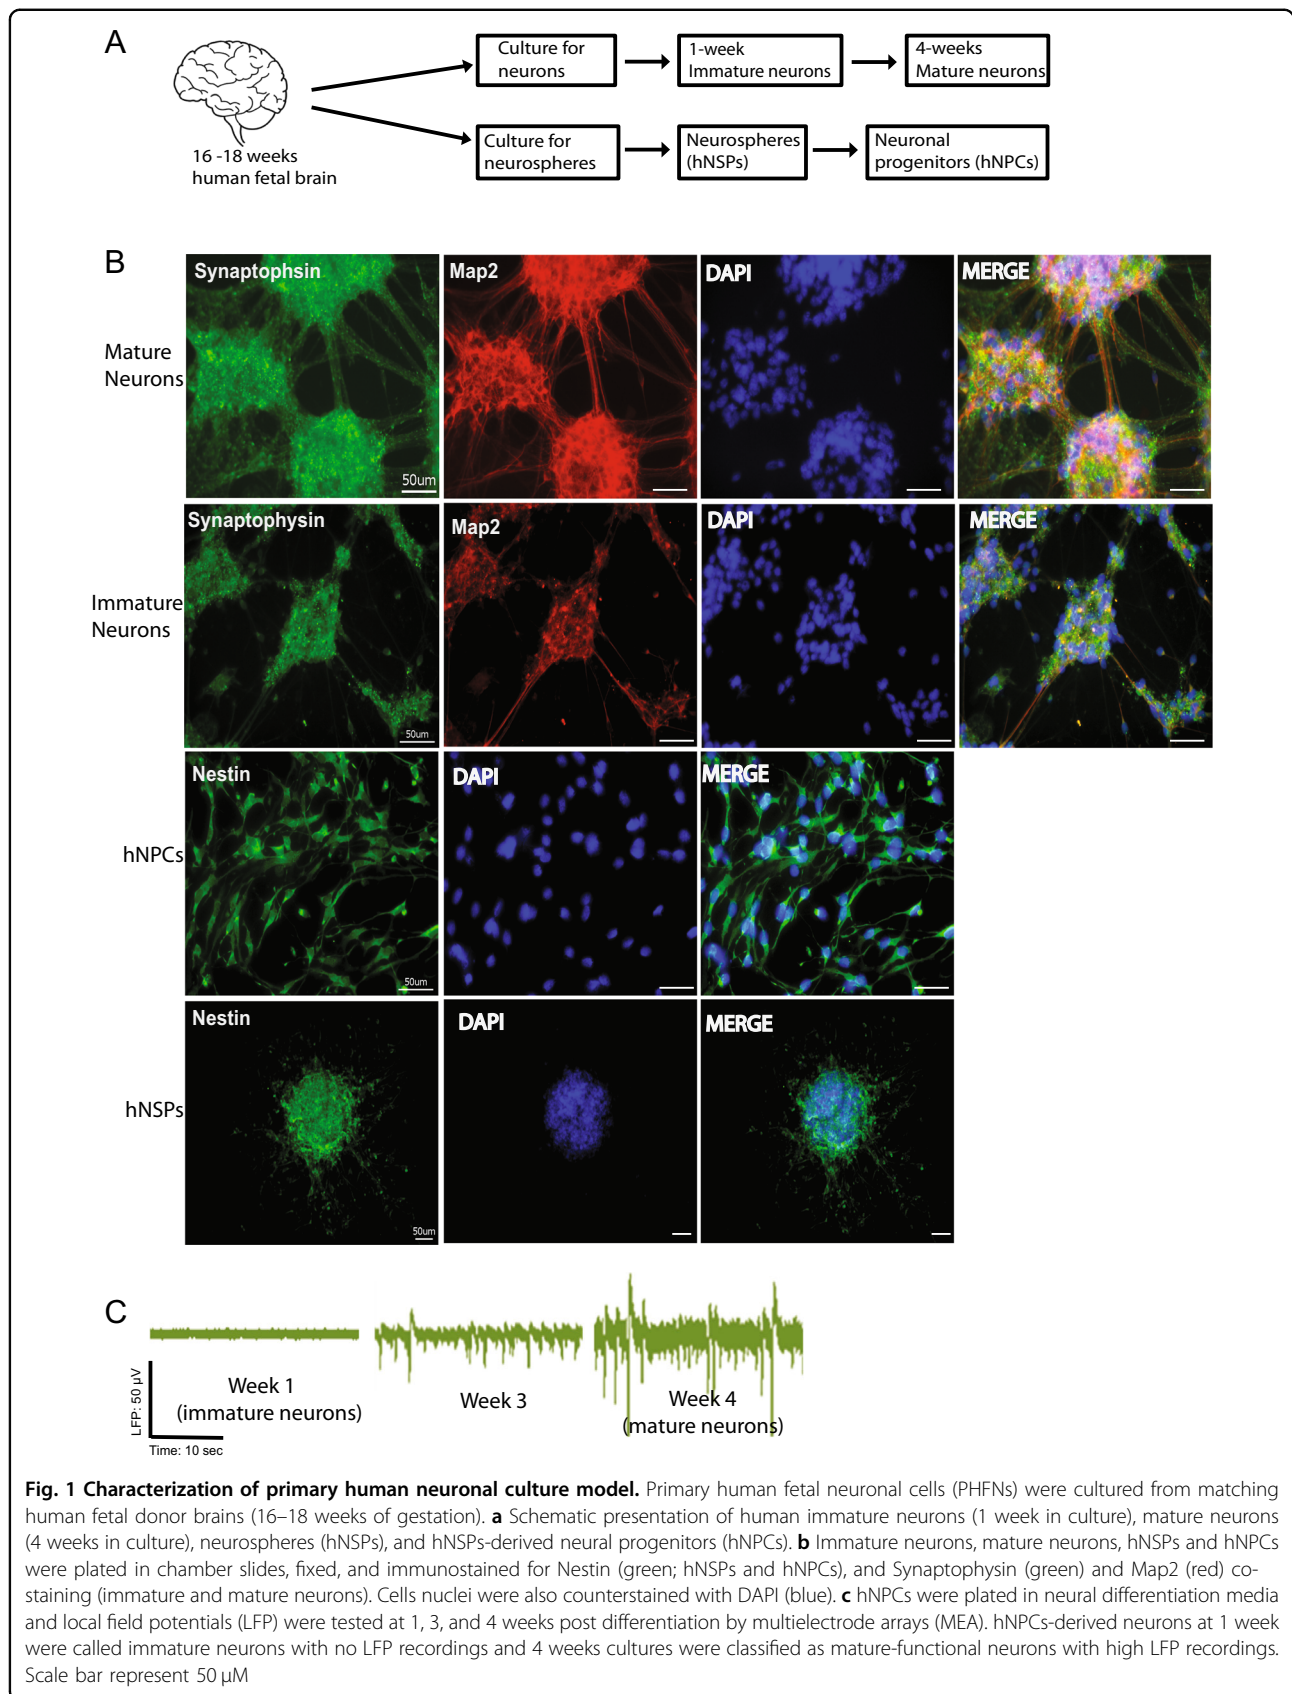 A
16 -18 weeks
human fetal brain
Culture for
neurons
1-week
Immature neurons
4-weeks
Mature neurons
Culture for
neurospheres
Neurospheres
(hNSPs)
Neuronal
progenitors (hNPCs)
B
Mature
Neurons
Synaptophsin
50um
Map2
DAPI
MERGE
Immature
Neurons
Synaptophysin
50um
Map2
DAPI
MERGE
hNPCs
Nestin
50um
DAPI
MERGE
hNSPs
Nestin
50um
DAPI
MERGE
C
LFP: 50 µV
Time: 10 sec
Week 1
(immature neurons)
Week 3
Week 4
(mature neurons)
Fig. 1 Characterization of primary human neuronal culture model. Primary human fetal neuronal cells (PHFNs) were cultured from matching
human fetal donor brains (16–18 weeks of gestation). a Schematic presentation of human immature neurons (1 week in culture), mature neurons
(4 weeks in culture), neurospheres (hNSPs), and hNSPs-derived neural progenitors (hNPCs). b Immature neurons, mature neurons, hNSPs and hNPCs
were plated in chamber slides, fixed, and immunostained for Nestin (green; hNSPs and hNPCs), and Synaptophysin (green) and Map2 (red) co-
staining (immature and mature neurons). Cells nuclei were also counterstained with DAPI (blue). c hNPCs were plated in neural differentiation media
and local field potentials (LFP) were tested at 1, 3, and 4 weeks post differentiation by multielectrode arrays (MEA). hNPCs-derived neurons at 1 week
were called immature neurons with no LFP recordings and 4 weeks cultures were classified as mature-functional neurons with high LFP recordings.
Scale bar represent 50 µM